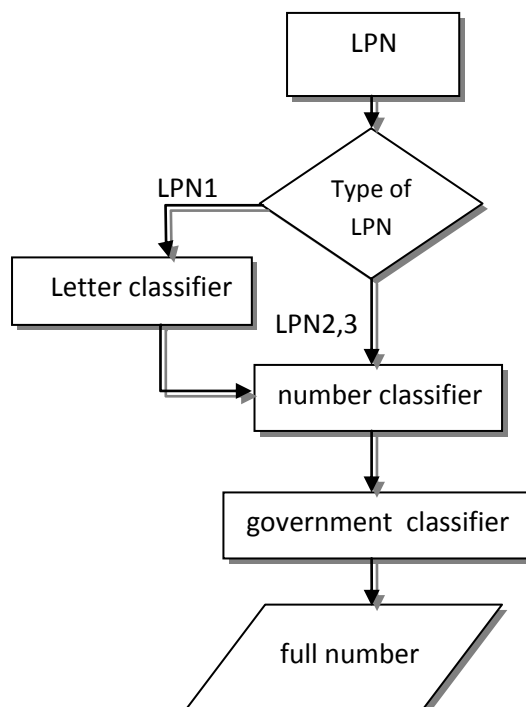 LPN
Type of
LPN
LPN1
Letter classifier
LPN2,3
number classifier
government classifier
full number